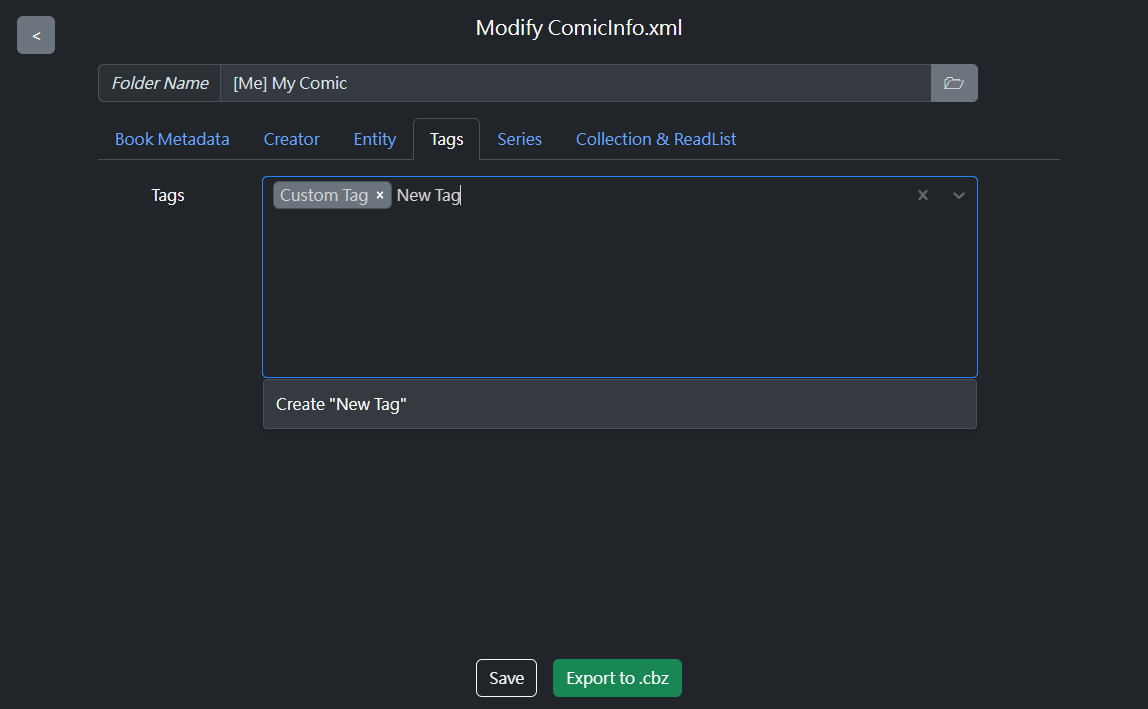 <
Modify ComicInfo.xml
Folder Name [Me] My Comic
Book Metadata Creator Entity Tags Series Collection & ReadList
Tags Custom Tag × New Tag
Create "New Tag"
Save Export to .cbz